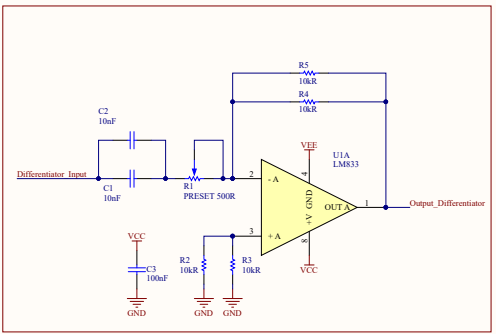 R5
10kR
R4
10kR
C2
10nF
VEE
U1A
LM833
Differentiator_Input
C1
10nF
R1
PRESET 500R
2
- A
4
+V GND
OUT A
1
Output_Differentiator
3
+ A
8
VCC
VCC
C3
100nF
GND
R2
10kR
R3
10kR
GND
GND